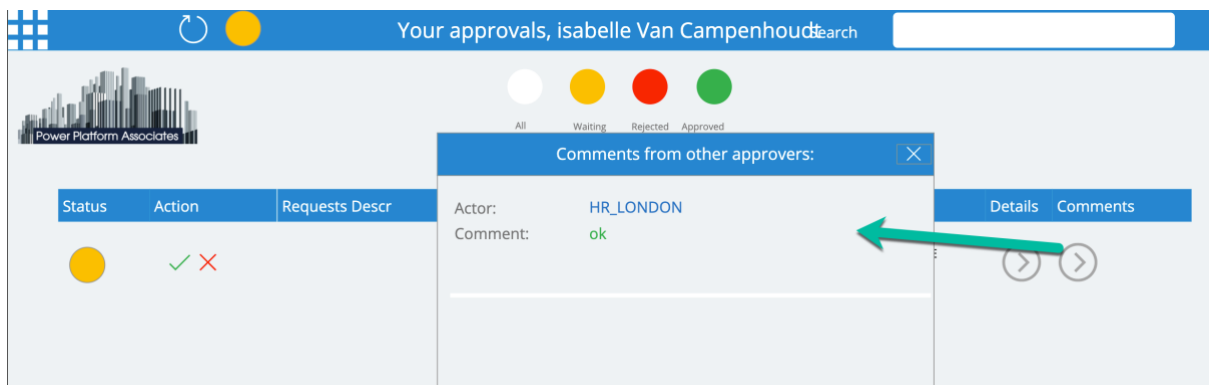 Your approvals, isabelle Van Campenhoudt
Search
All Waiting Rejected Approved
Power Platform Associates
Comments from other approvers:
Status Action Requests Descr Details Comments
Actor: HR_LONDON
Comment: ok